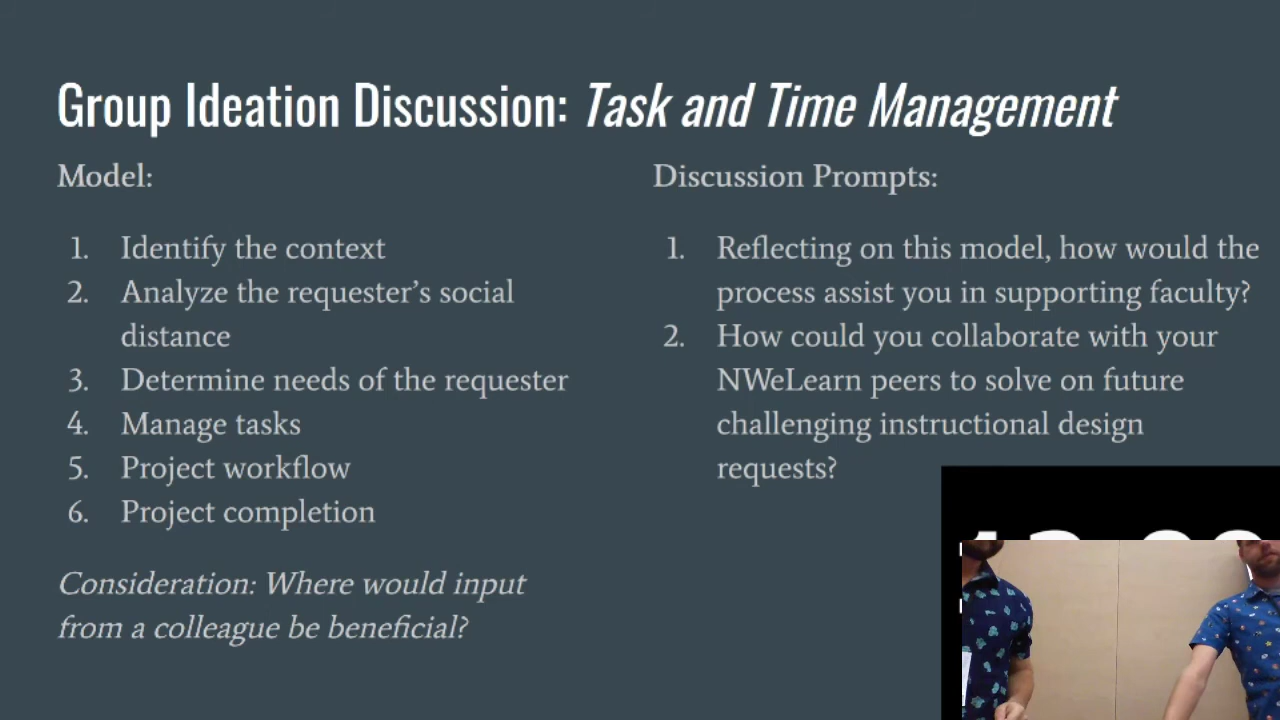 Group Ideation Discussion: Task and Time Management
Model:
1. Identify the context
2. Analyze the requester's social
distance
3. Determine needs of the requester
4. Manage tasks
5. Project workflow
6. Project completion
Consideration: Where would input
from a colleague be beneficial?
Discussion Prompts:
1. Reflecting on this model, how would the
process assist you in supporting faculty?
2. How could you collaborate with your
NWeLearn peers to solve on future
challenging instructional design
requests?